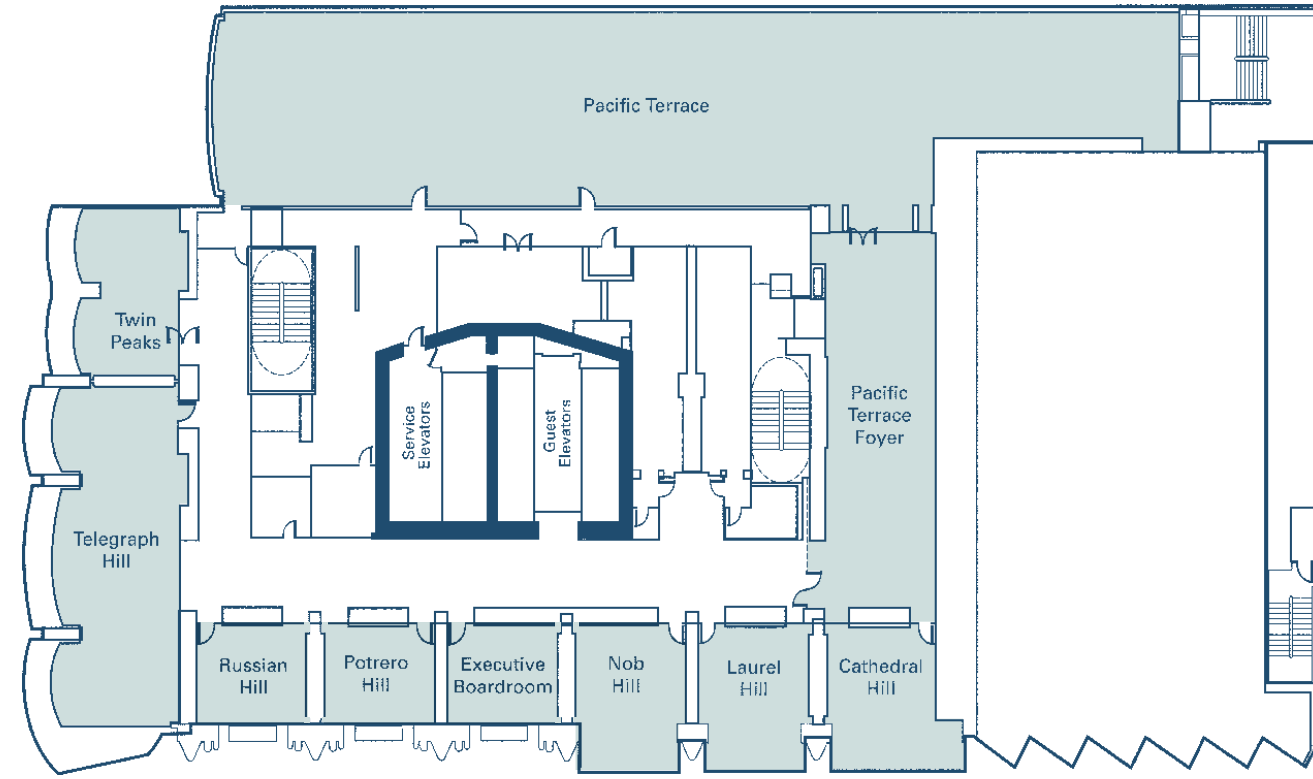 Pacific Terrace
Twin
Peaks
Pacific
Terrace
Foyer
Service
Elevators
Guest
Elevators
Telegraph
Hill
Russian
Hill
Potrero
Hill
Executive
Boardroom
Nob
Hill
Laurel
Hill
Cathedral
Hill